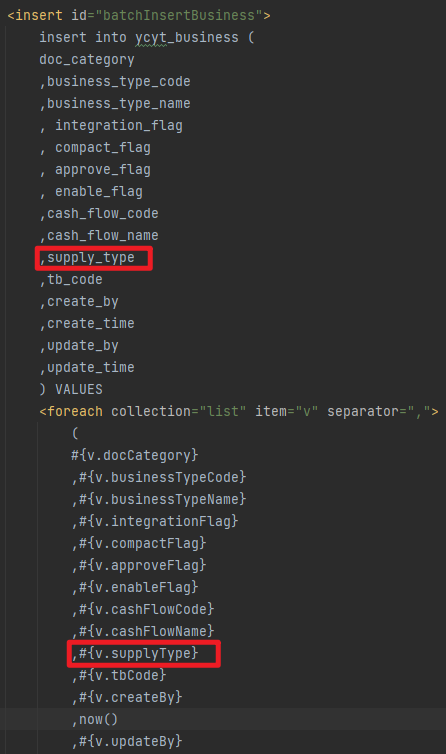 <insert id="batchInsertBusiness">
insert into ycyt_business (
doc_category
,business_type_code
,business_type_name
, integration_flag
, compact_flag
, approve_flag
, enable_flag
,cash_flow_code
,cash_flow_name
,supply_type
,tb_code
,create_by
,create_time
,update_by
,update_time
) VALUES
<foreach collection="list" item="v" separator=",">
(
#{v.docCategory}
,#{v.businessTypeCode}
,#{v.businessTypeName}
,#{v.integrationFlag}
,#{v.compactFlag}
,#{v.approveFlag}
,#{v.enableFlag}
,#{v.cashFlowCode}
,#{v.cashFlowName}
,#{v.supplyType}
,#{v.tbCode}
,#{v.createBy}
,now()
,#{v.updateBy}